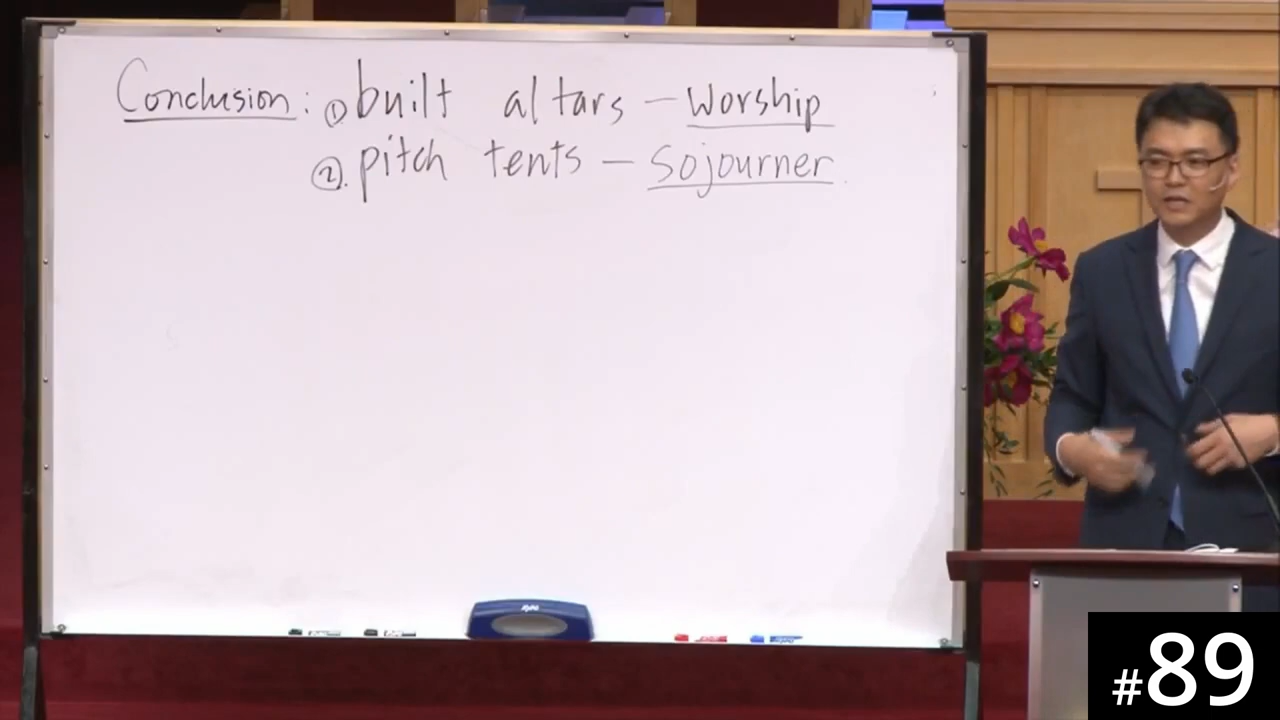 Conclusion: ① built altars – Worship
②. pitch tents – Sojourner.
#89